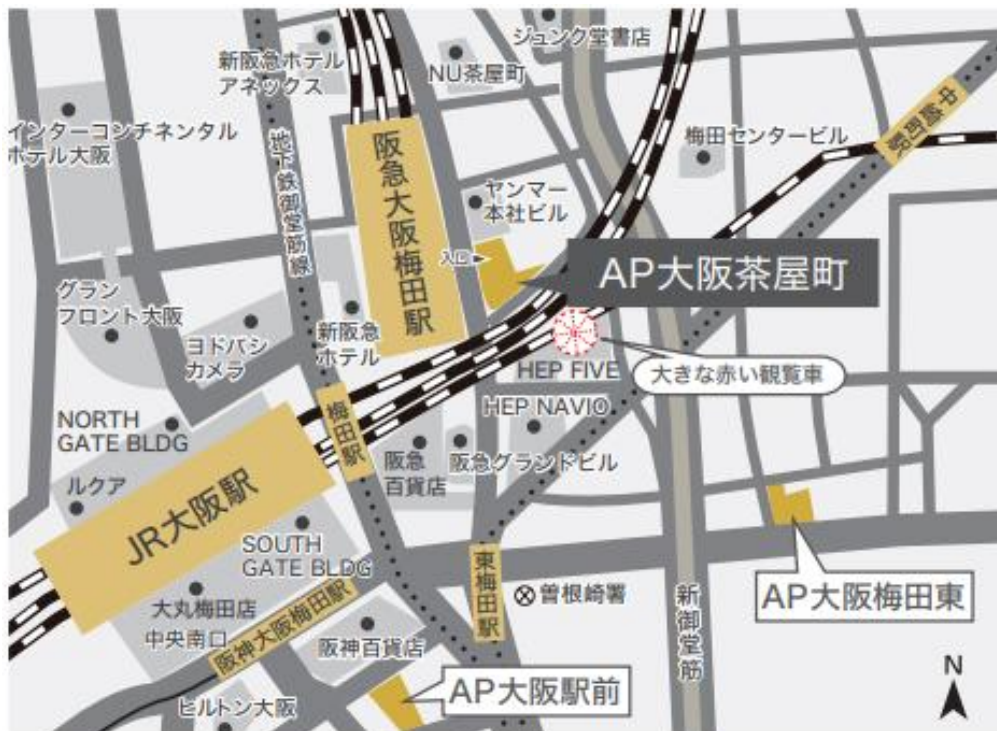 ジュンク堂書店
新阪急ホテル
アネックス
NU茶屋町
中崎町駅
インターコンチネンタル
ホテル大阪
梅田センタービル
地下鉄御堂筋線
阪急大阪梅田駅
ヤンマー
本社ビル
入口
AP大阪茶屋町
グラン
フロント大阪
ヨドバシ
カメラ
新阪急
ホテル
HEP FIVE
大きな赤い観覧車
NORTH
GATE BLDG
梅田駅
HEP NAVIO
阪急
百貨店
阪急グランドビル
ルクア
JR大阪駅
SOUTH
GATE BLDG
東梅田駅
曽根崎署
新御堂筋
AP大阪梅田東
大丸梅田店
中央南口
阪神大阪梅田駅
阪神百貨店
AP大阪駅前
ヒルトン大阪
N